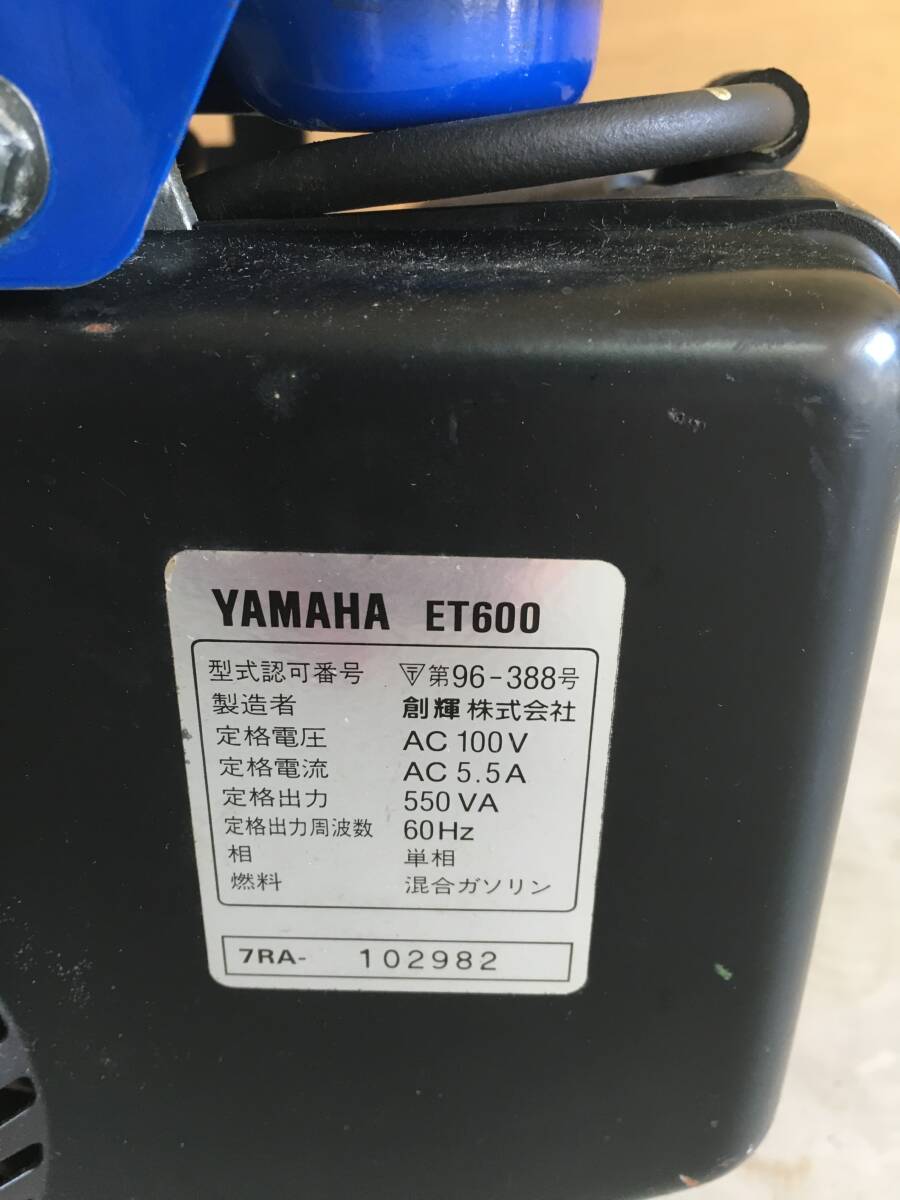 YAMAHA ET600
型式認可番号 第96-388号
製造者 創輝株式会社
定格電圧 AC 100V
定格電流 AC 5.5A
定格出力 550VA
定格出力周波数 60Hz
相 単相
燃料 混合ガソリン
7RA- 102982